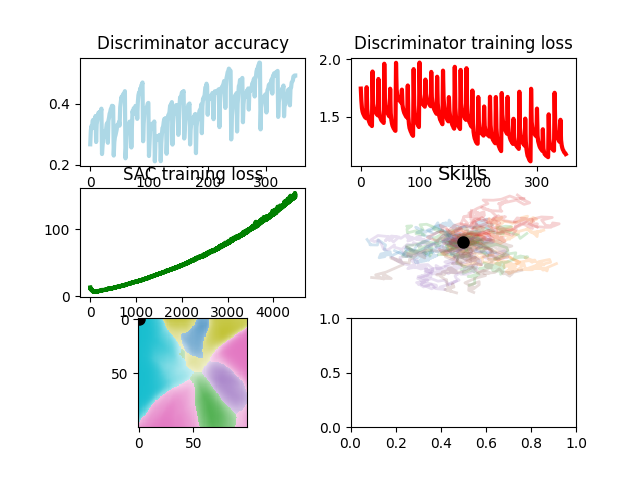 Discriminator accuracy
Discriminator training loss
0.4
0.2
0 100 200 300
2.0
1.5
0 100 200 300
SAC training loss
Skills
100
0
0 1000 2000 3000 4000
0
50
0 50
1.0
0.5
0.0
0.0 0.2 0.4 0.6 0.8 1.0